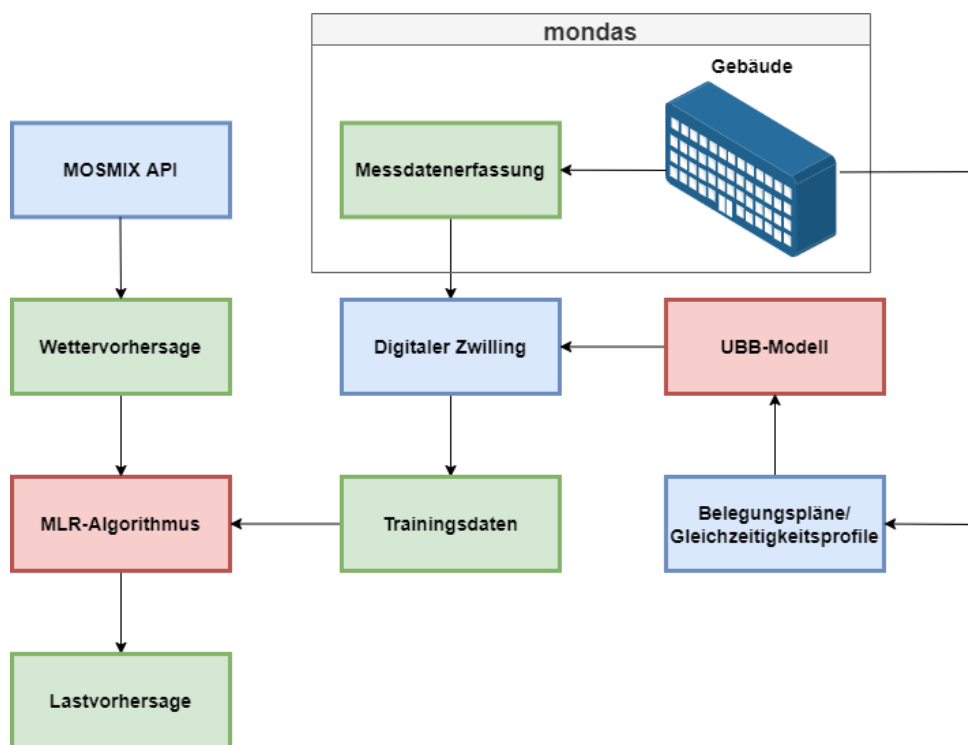 mondas
Gebäude
MOSMIX API
Messdatenerfassung
Wettervorhersage
Digitaler Zwilling
UBB-Modell
MLR-Algorithmus
Trainingsdaten
Belegungspläne/
Gleichzeitigkeitsprofile
Lastvorhersage